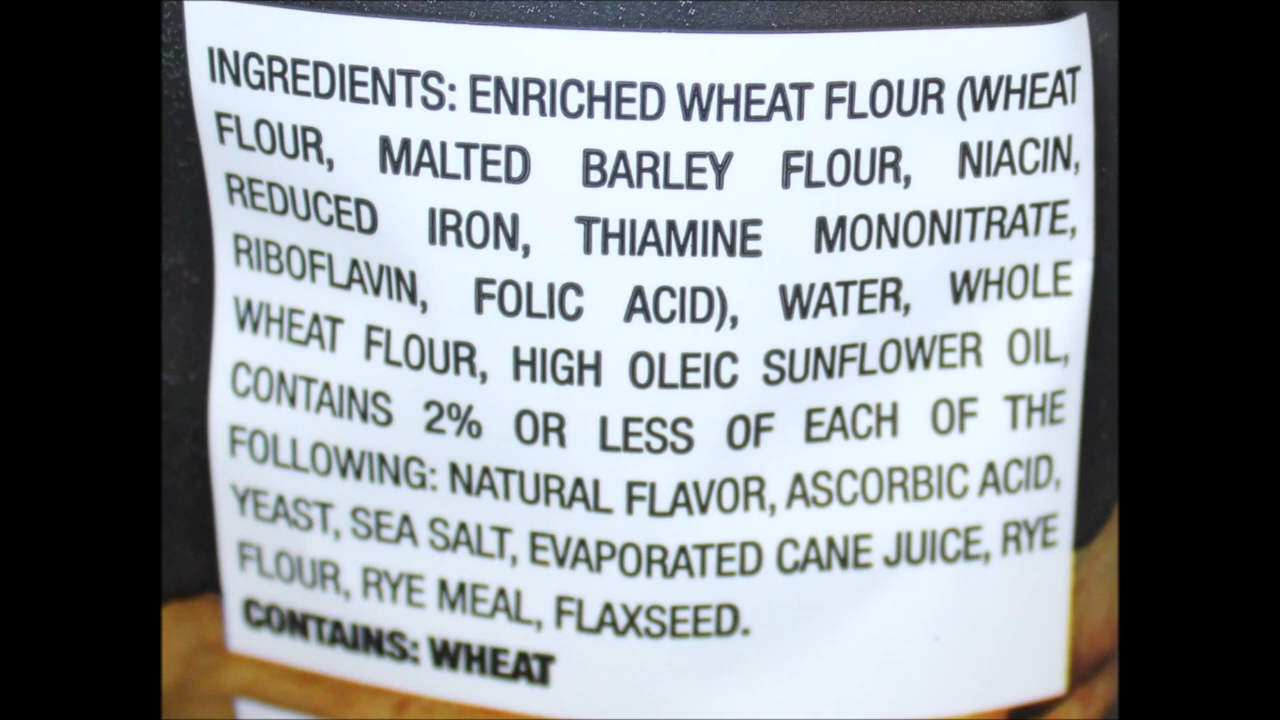 INGREDIENTS: ENRICHED WHEAT FLOUR (WHEAT
FLOUR, MALTED BARLEY FLOUR, NIACIN,
REDUCED IRON, THIAMINE MONONITRATE,
RIBOFLAVIN, FOLIC ACID), WATER, WHOLE
WHEAT FLOUR, HIGH OLEIC SUNFLOWER OIL,
CONTAINS 2% OR LESS OF EACH OF THE
FOLLOWING: NATURAL FLAVOR, ASCORBIC ACID,
YEAST, SEA SALT, EVAPORATED CANE JUICE, RYE
FLOUR, RYE MEAL, FLAXSEED.
CONTAINS: WHEAT